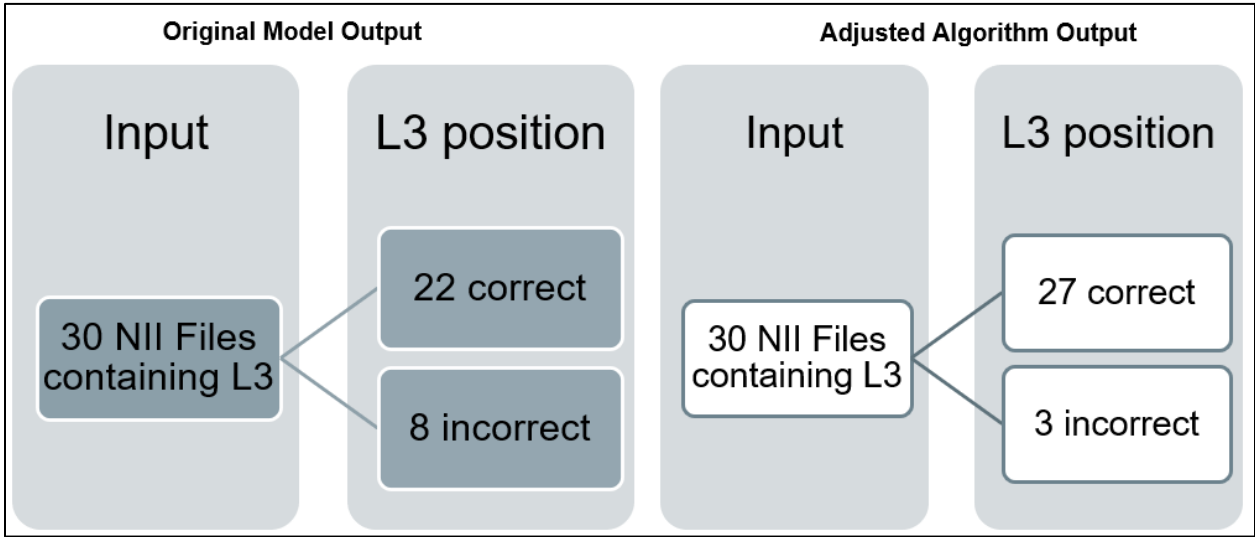 Original Model Output
Input
L3 position
30 NII Files
containing L3
22 correct
8 incorrect
Adjusted Algorithm Output
Input
L3 position
30 NII Files
containing L3
27 correct
3 incorrect